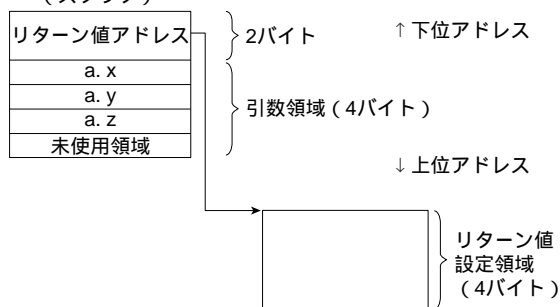 (スタック)
リターン値アドレス
2バイト
↑下位アドレス
a. x
a. y
a. z
未使用領域
引数領域(4バイト)
↓上位アドレス
リターン値
設定領域
(4バイト)